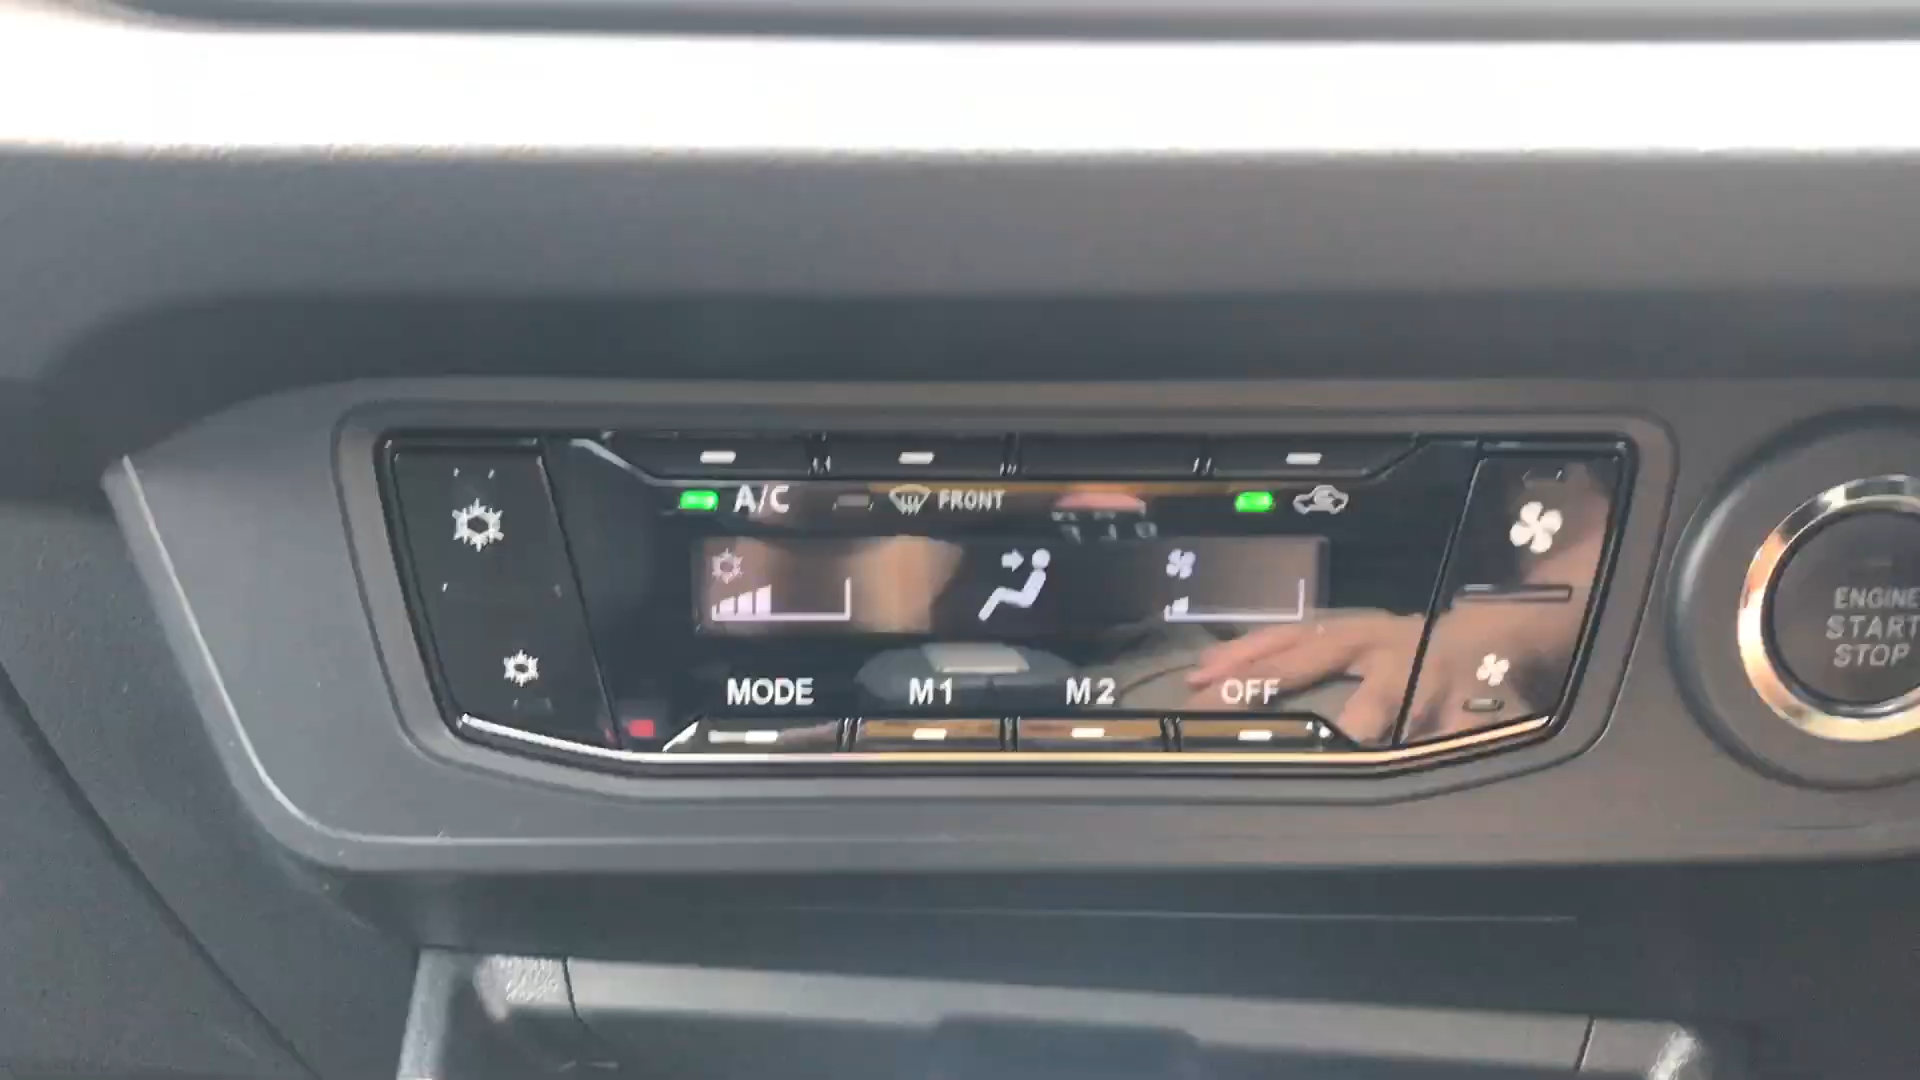 A/C FRONT
MODE M1 M2 OFF
ENGINE
START
STOP